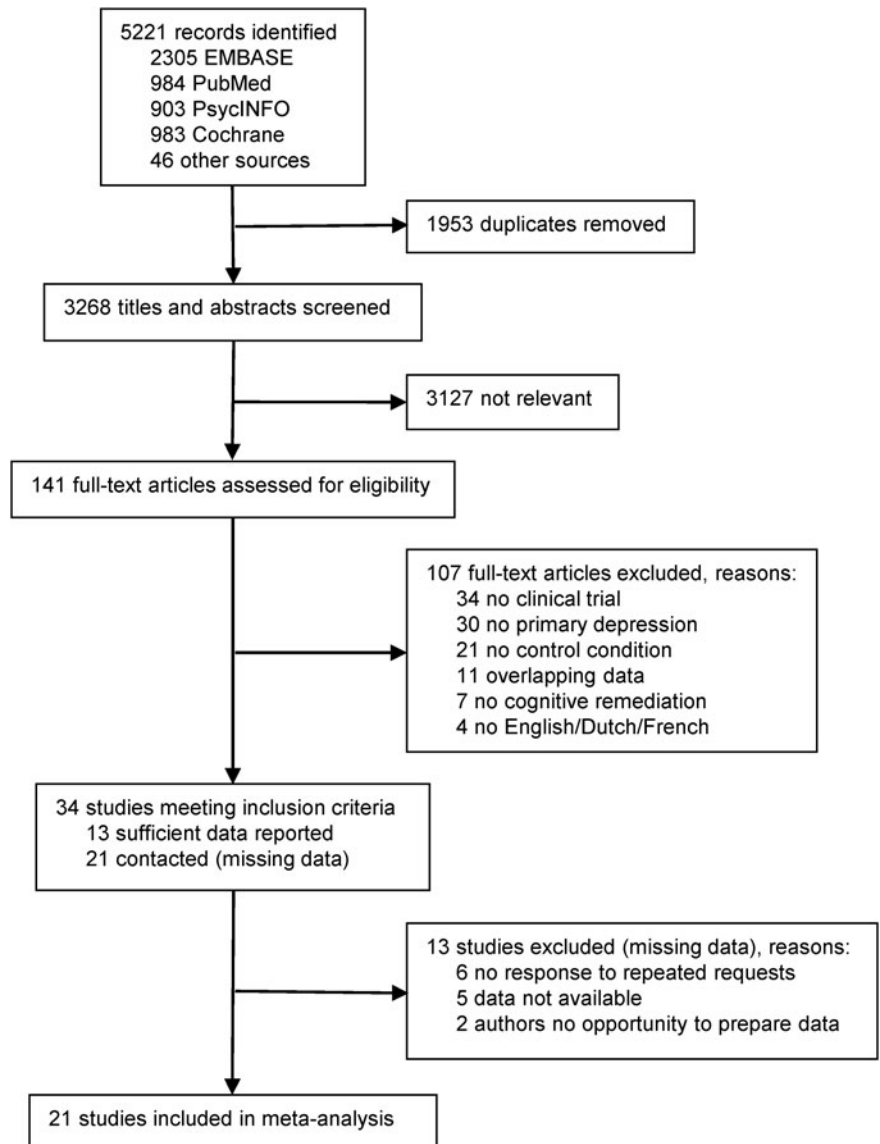 5221 records identified
2305 EMBASE
984 PubMed
903 PsycINFO
983 Cochrane
46 other sources
1953 duplicates removed
3268 titles and abstracts screened
3127 not relevant
141 full-text articles assessed for eligibility
107 full-text articles excluded, reasons:
34 no clinical trial
30 no primary depression
21 no control condition
11 overlapping data
7 no cognitive remediation
4 no English/Dutch/French
34 studies meeting inclusion criteria
13 sufficient data reported
21 contacted (missing data)
13 studies excluded (missing data), reasons:
6 no response to repeated requests
5 data not available
2 authors no opportunity to prepare data
21 studies included in meta-analysis